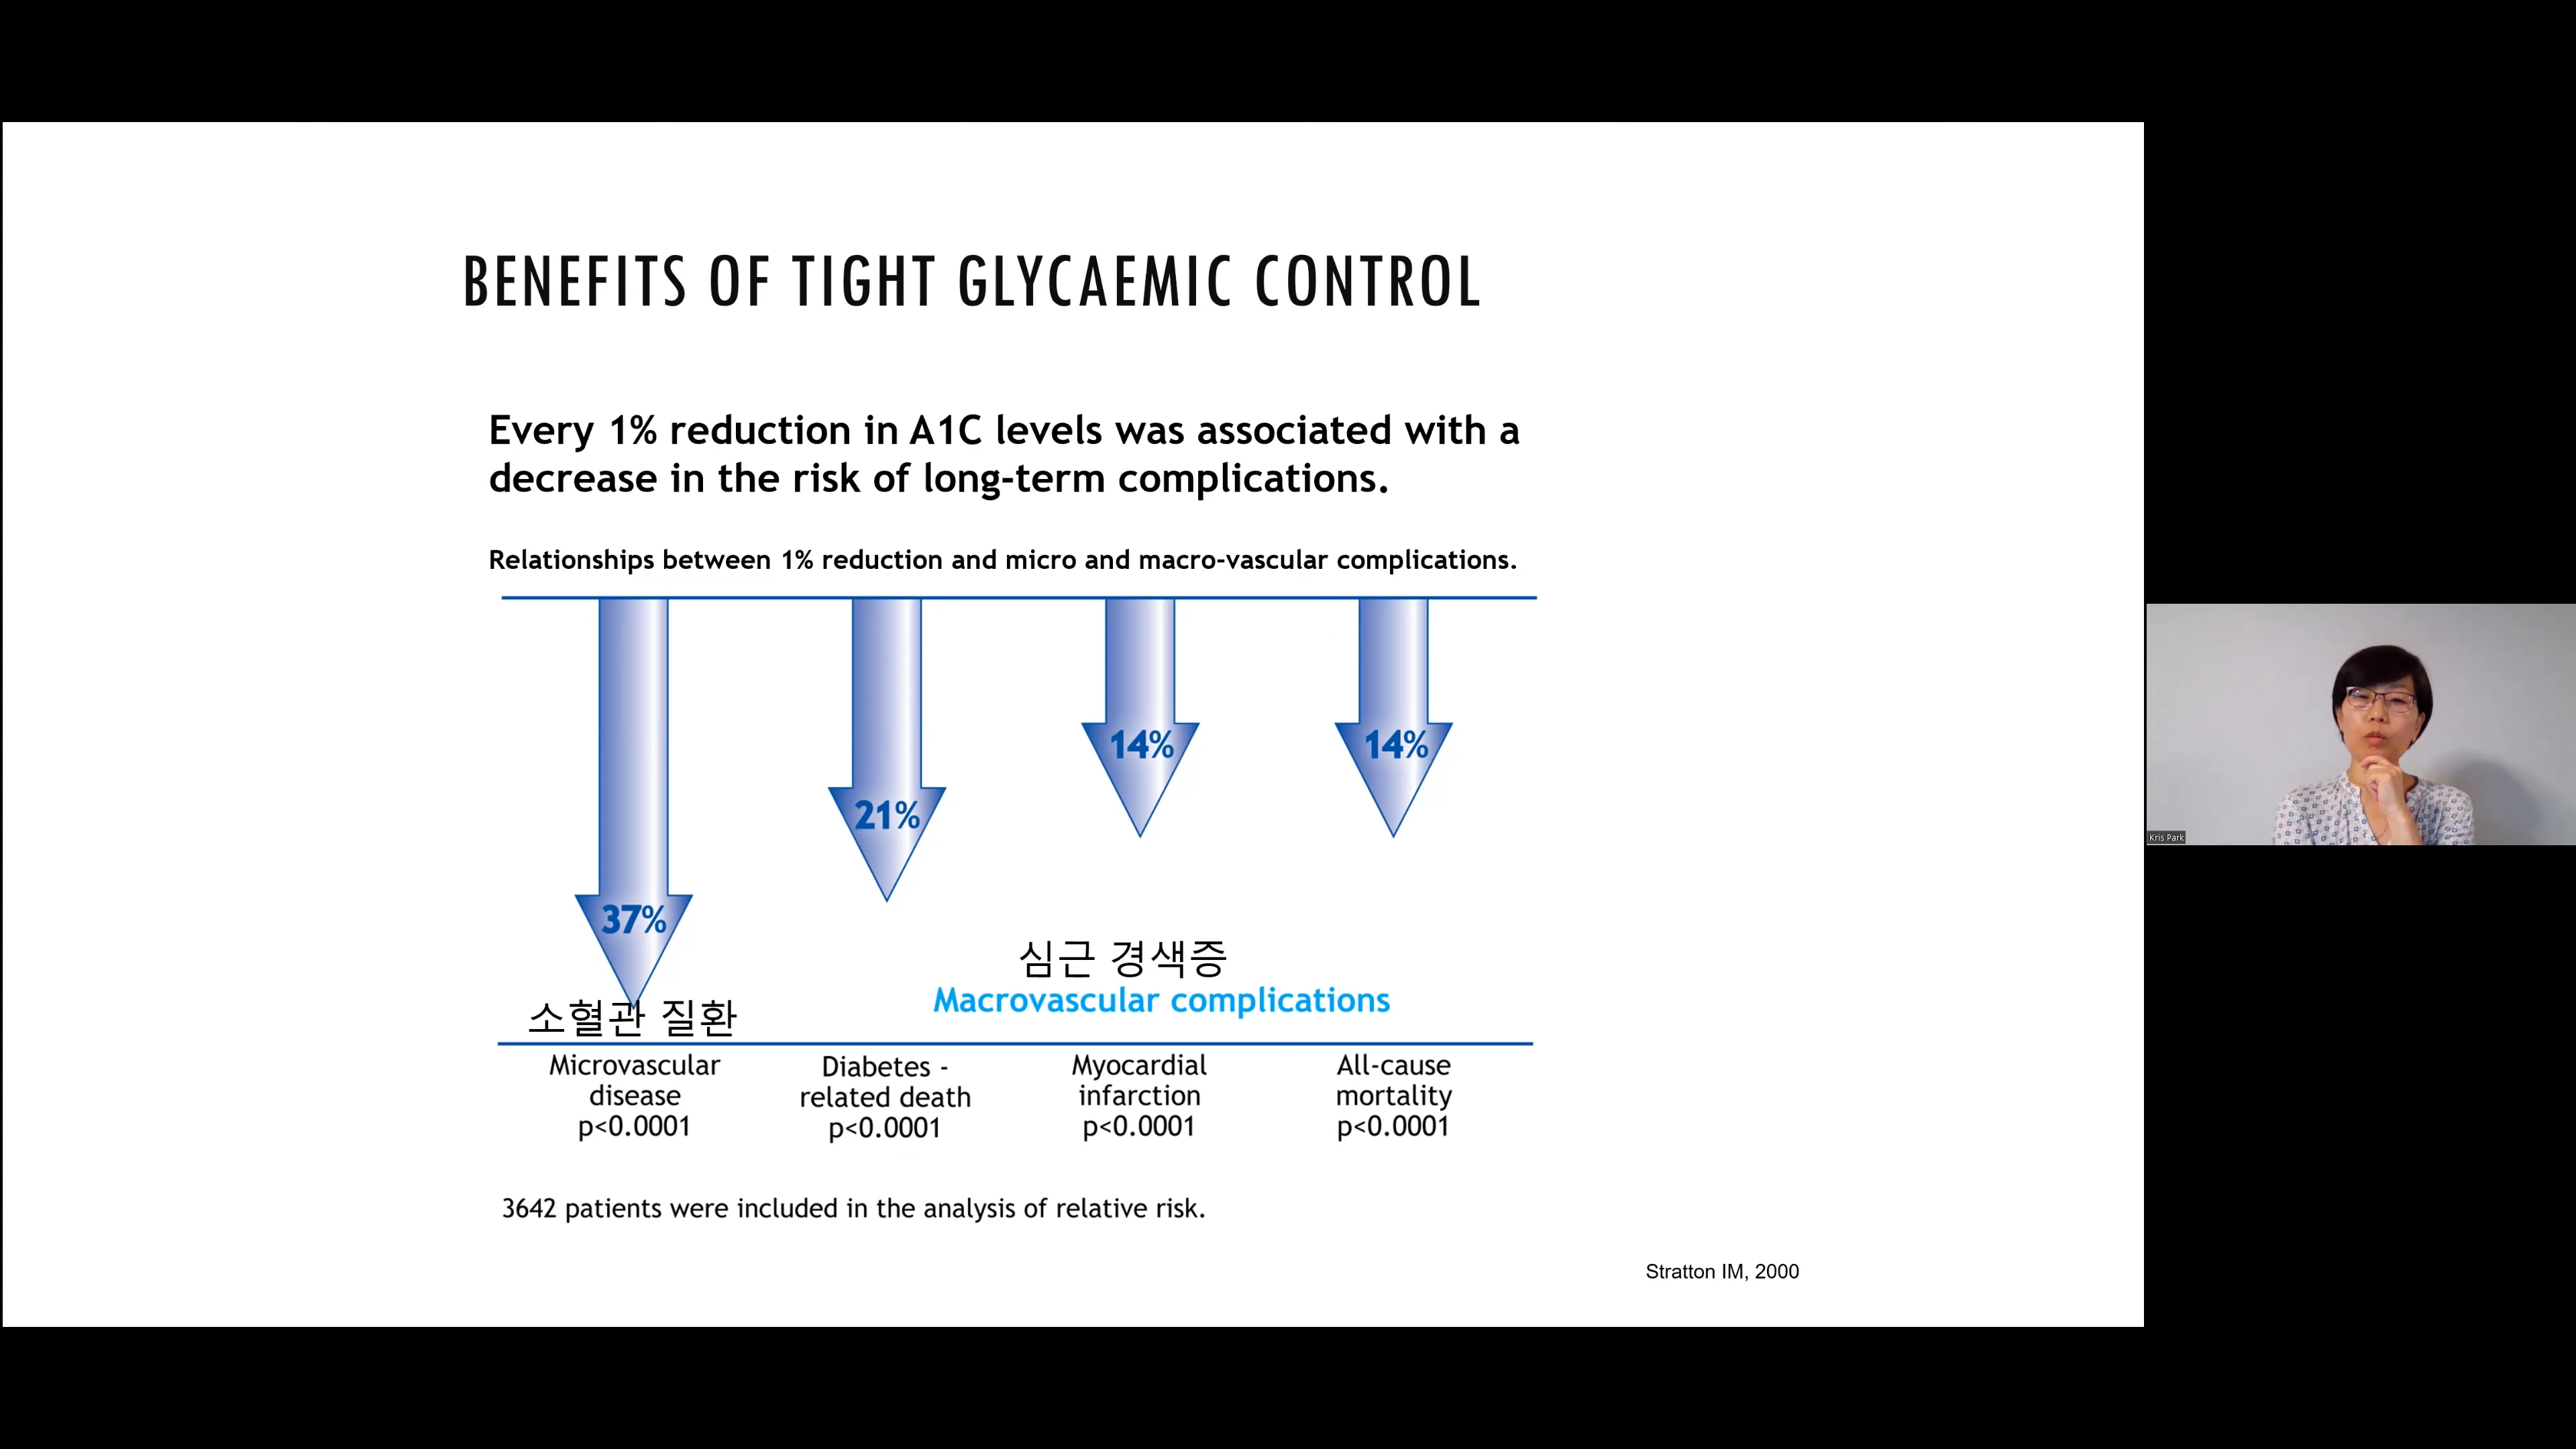 BENEFITS OF TIGHT GLYCAEMIC CONTROL
Every 1% reduction in A1C levels was associated with a
decrease in the risk of long-term complications.
Relationships between 1% reduction and micro and macro-vascular complications.
37%
21%
14%
14%
소혈관 질환
심근 경색증
Macrovascular complications
Microvascular
disease
p<0.0001
Diabetes -
related death
p<0.0001
Myocardial
infarction
p<0.0001
All-cause
mortality
p<0.0001
3642 patients were included in the analysis of relative risk.
Stratton IM, 2000
Kris Park